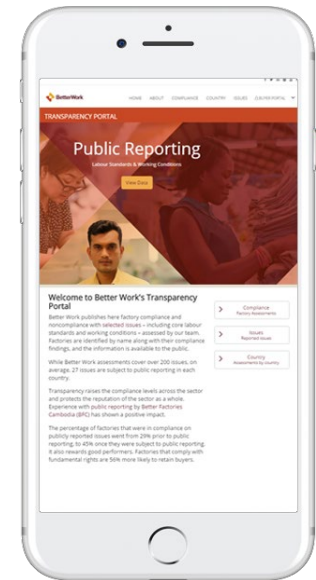 BetterWork
HOME ABOUT COMPLIANCE COUNTRY ISSUES
TRANSPARENCY PORTAL
Public Reporting
Labour Standards & Working Conditions
View Data
Welcome to Better Work's Transparency
Portal
Better Work publishes here factory compliance and
noncompliance with selected issues – including core labour
standards and working conditions – assessed by our team.
Factories are identified by name along with their compliance
findings, and the information is available to the public.
While Better Work assessments cover over 200 issues, on
average, 27 issues are subject to public reporting in each
country.
Transparency raises the compliance levels across the sector
and protects the reputation of the sector as a whole.
Experience with public reporting by Better Factories
Cambodia (BFC) has shown a positive impact.
The percentage of factories that were in compliance on
publicly reported issues went from 29% prior to public
reporting, to 45% once they were subject to public reporting.
It also rewards good performers. Factories that comply with
fundamental rights are 56% more likely to retain buyers.
Compliance
Factory Assessments
Issues
Reported issues
Country
Assessments by country